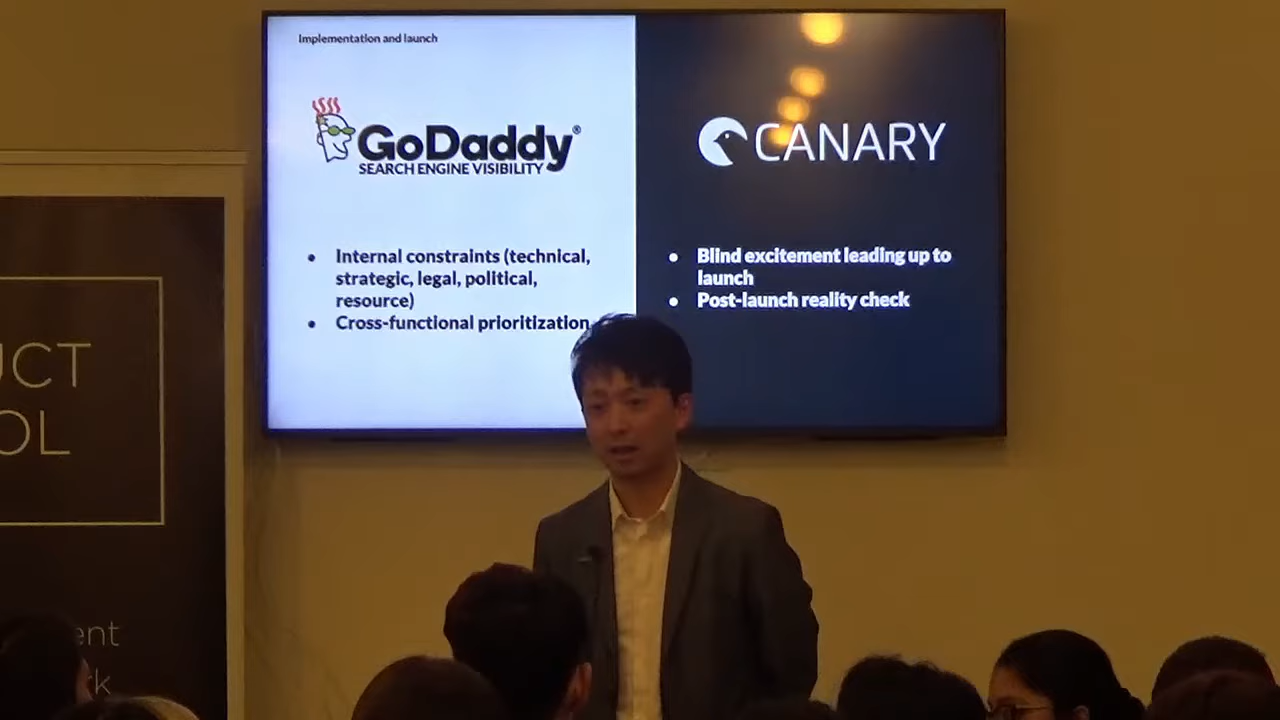 Implementation and launch
GoDaddy®
SEARCH ENGINE VISIBILITY
• Internal constraints (technical,
strategic, legal, political,
resource)
• Cross-functional prioritization
CANARY
• Blind excitement leading up to
launch
• Post-launch reality check
UCT
OL
ent
rk